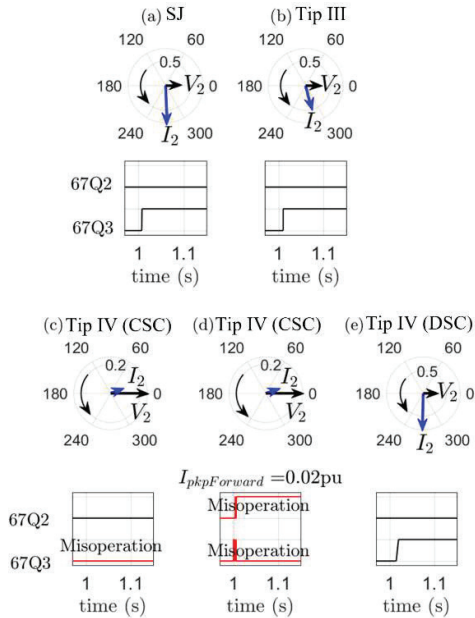 (a) SJ
(b) Tip III
120 60
0.5
180 V2 0
I2
240 300
120 60
0.5
180 V2 0
I2
240 300
67Q2
67Q3
1 1.1
time (s)
1 1.1
time (s)
(c) Tip IV (CSC)
(d) Tip IV (CSC)
(e) Tip IV (DSC)
120 60
0.2
I2
180 0
V2
240 300
120 60
0.2
I2
180 0
V2
240 300
120 60
0.5
180 V2 0
I2
240 300
IpkpForward =0.02pu
67Q2
Misoperation
67Q3
1 1.1
time (s)
Misoperation
Misoperation
1 1.1
time (s)
1 1.1
time (s)